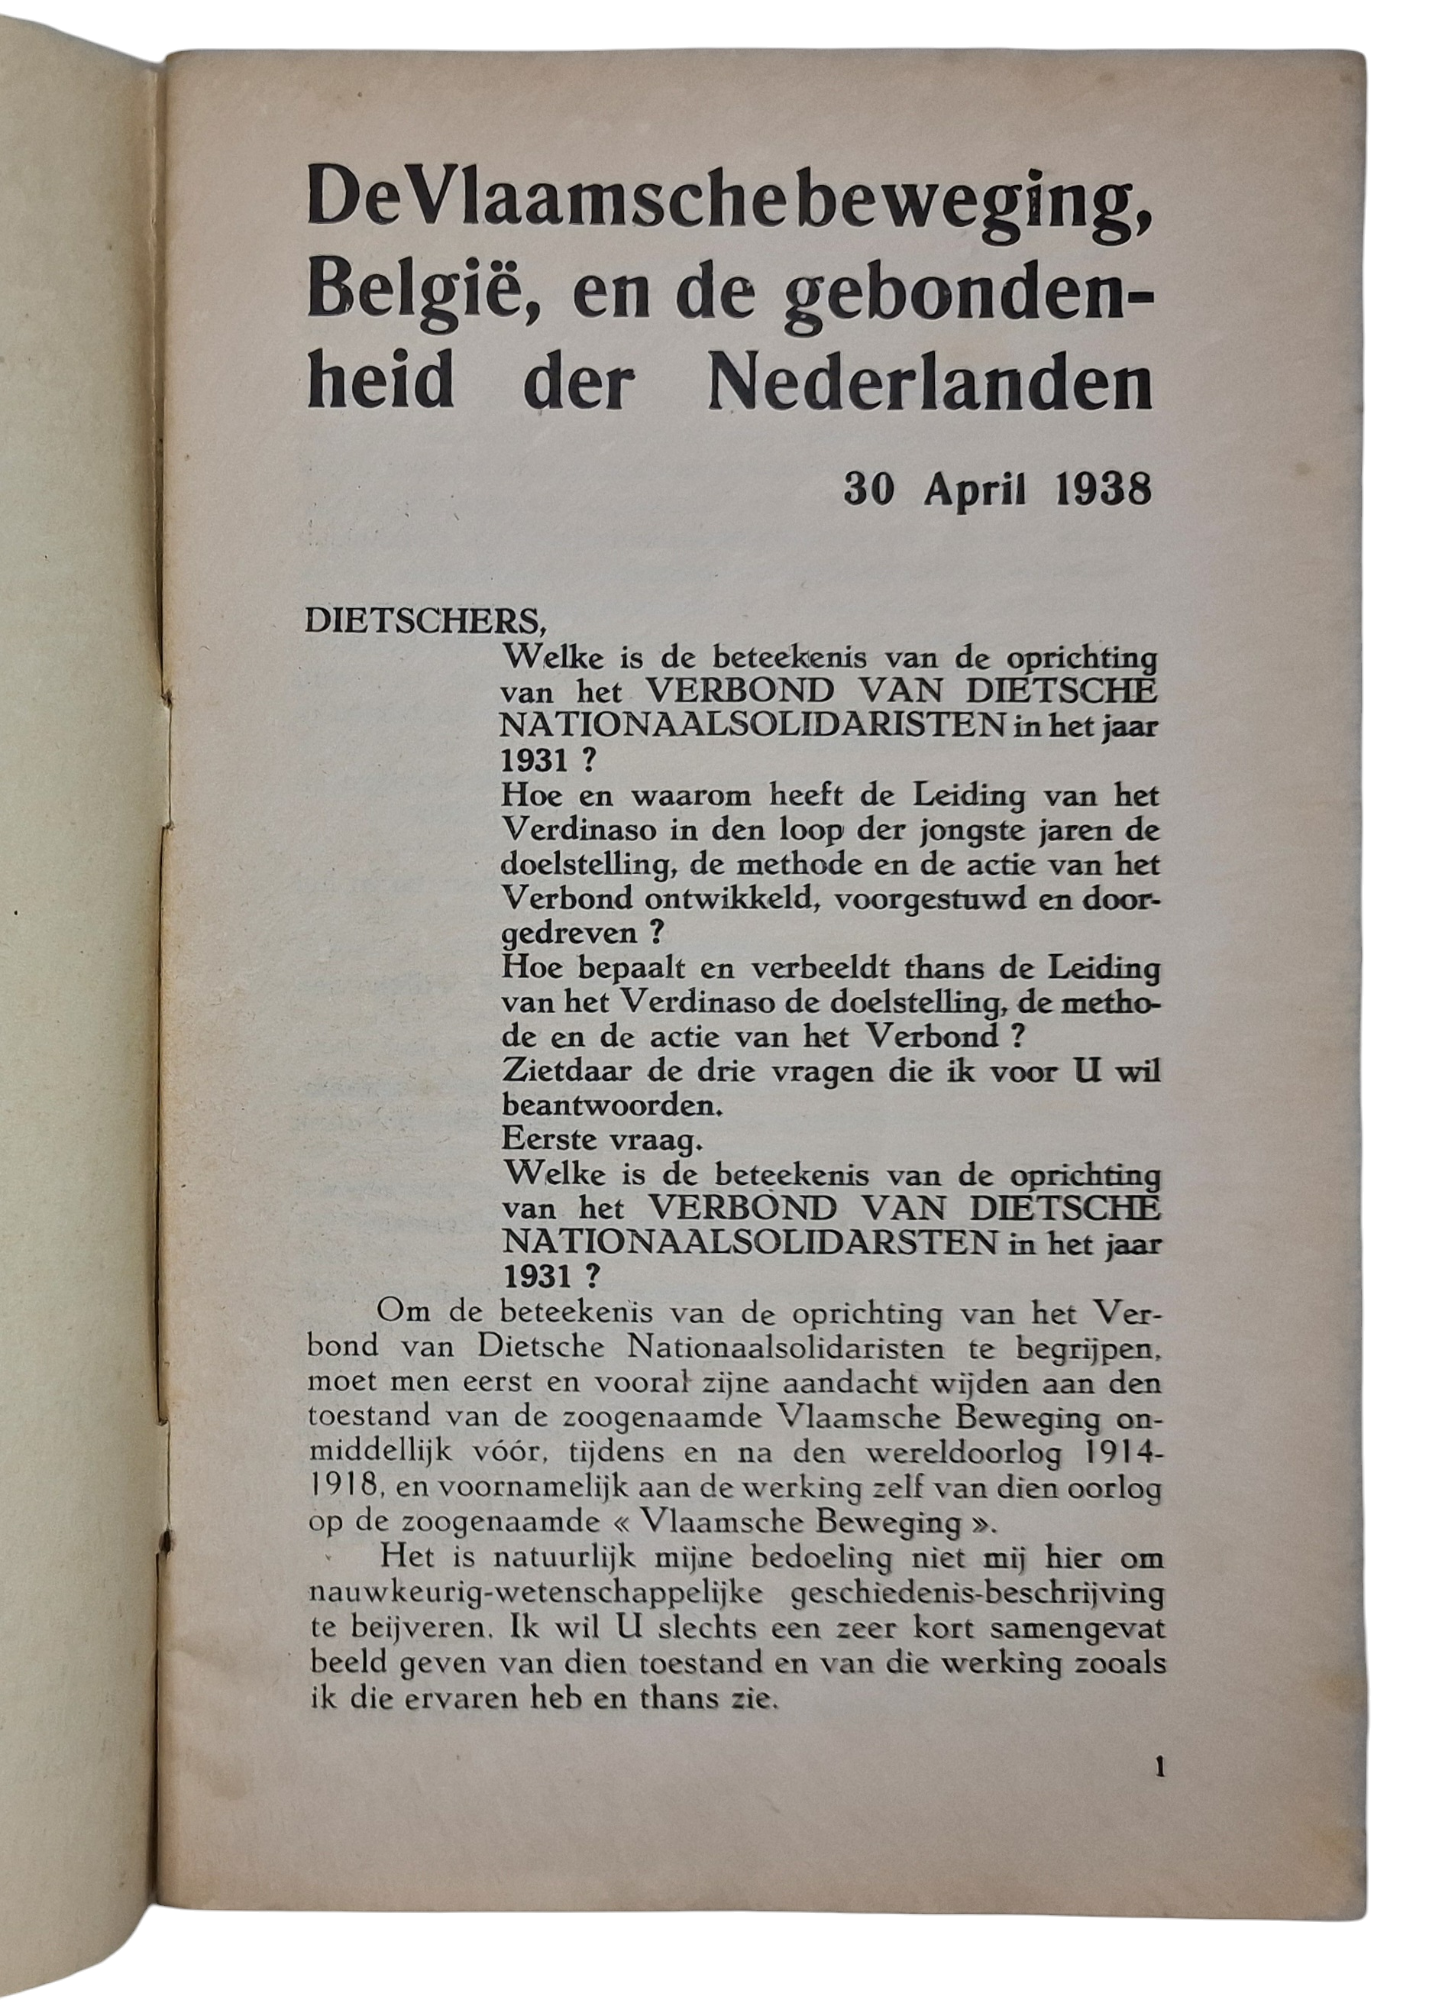 De Vlaamsche beweging,
België, en de gebonden-
heid der Nederlanden
30 April 1938
DIETSCHERS,
Welke is de beteekenis van de oprichting
van het VERBOND VAN DIETSCHE
NATIONAALSOLIDARISTEN in het jaar
1931 ?
Hoe en waarom heeft de Leiding van het
Verdinaso in den loop der jongste jaren de
doelstelling, de methode en de actie van het
Verbond ontwikkeld, voorgestuwd en door-
gedreven ?
Hoe bepaalt en verbeeldt thans de Leiding
van het Verdinaso de doelstelling, de metho-
de en de actie van het Verbond ?
Zietdaar de drie vragen die ik voor U wil
beantwoorden.
Eerste vraag.
Welke is de beteekenis van de oprichting
van het VERBOND VAN DIETSCHE
NATIONAALSOLIDARSTEN in het jaar
1931 ?
Om de beteekenis van de oprichting van het Ver-
bond van Dietsche Nationaalsolidaristen te begrijpen,
moet men eerst en vooral zijne aandacht wijden aan den
toestand van de zoogenaamde Vlaamsche Beweging on-
middellijk vóór, tijdens en na den wereldoorlog 1914-
1918, en voornamelijk aan de werking zelf van dien oorlog
op de zoogenaamde « Vlaamsche Beweging ».
Het is natuurlijk mijne bedoeling niet mij hier om
nauwkeurig-wetenschappelijke geschiedenis-beschrijving
te beijveren. Ik wil U slechts een zeer kort samengevat
beeld geven van dien toestand en van die werking zooals
ik die ervaren heb en thans zie.
1